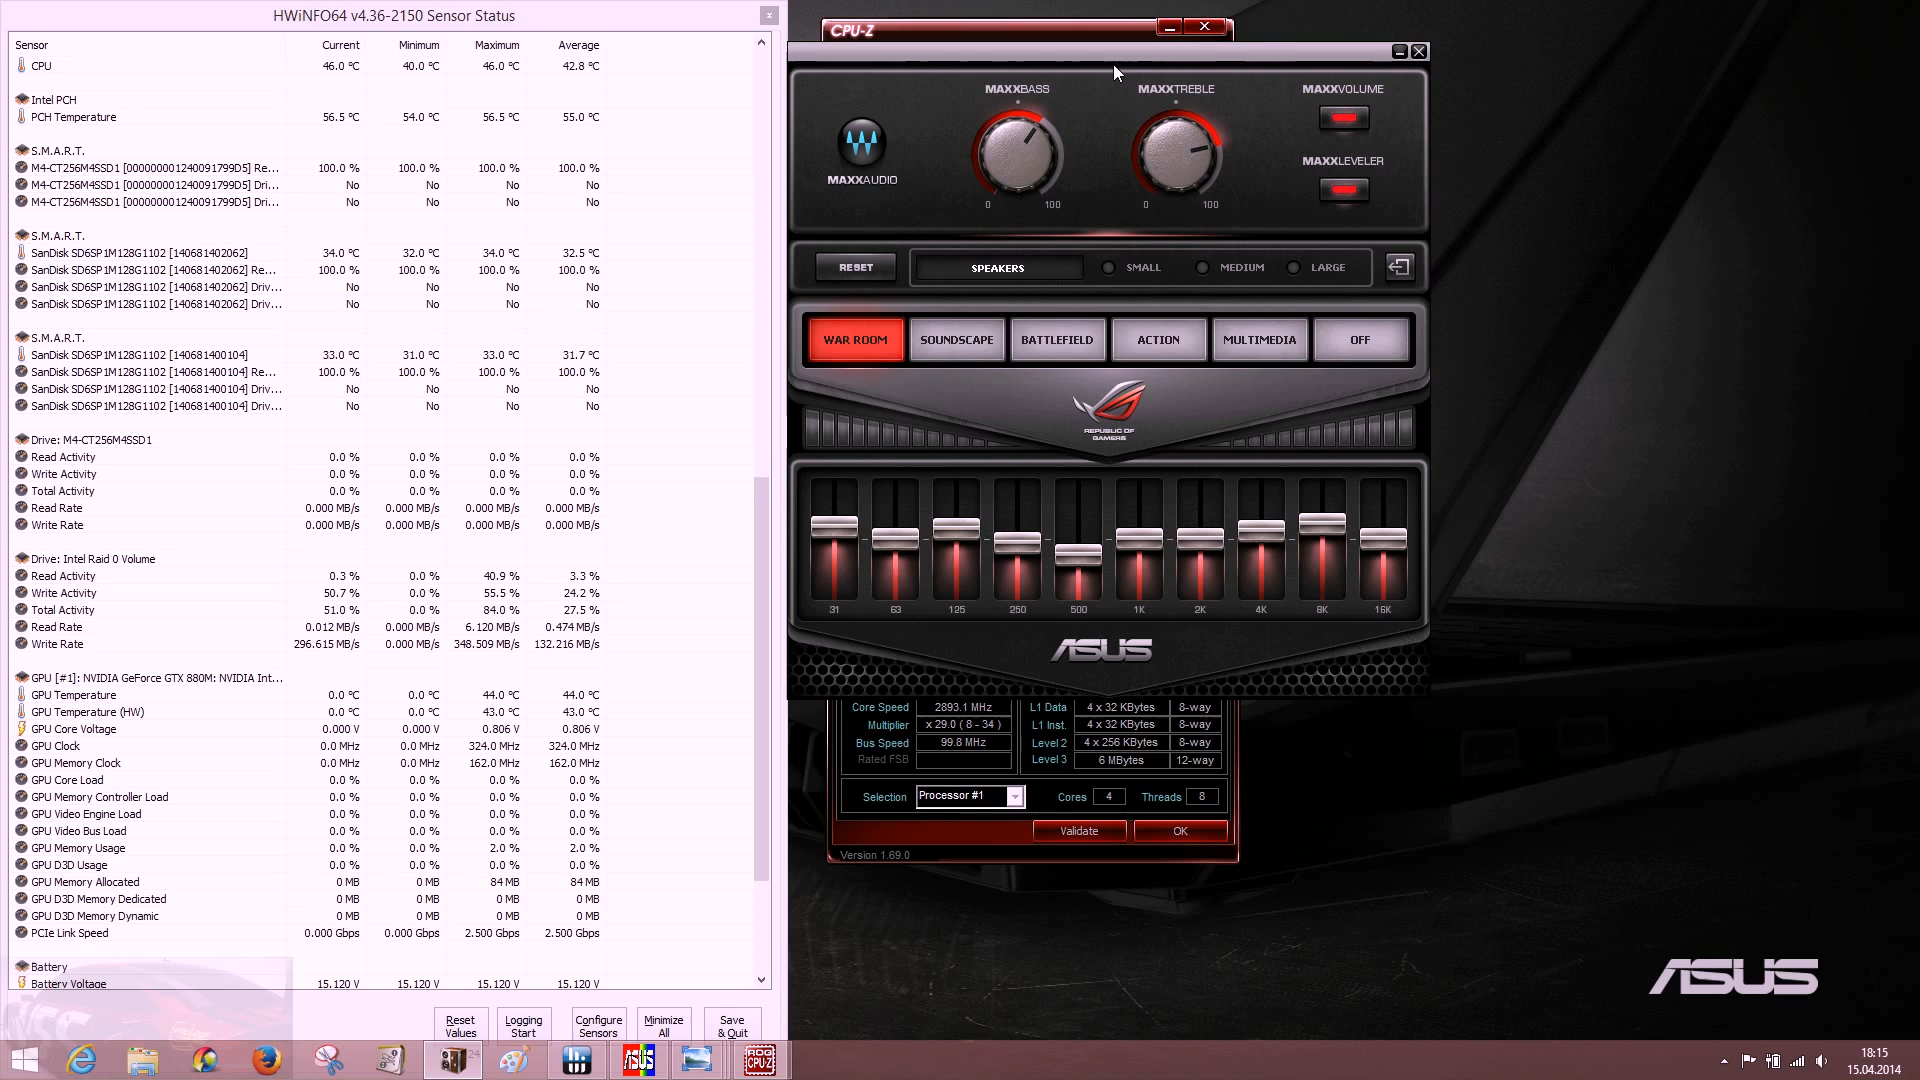 HWiNFO64 v4.36-2150 Sensor Status
Sensor Current Minimum Maximum Average
CPU 46.0 °C 40.0 °C 46.0 °C 42.8 °C
Intel PCH
PCH Temperature 56.5 °C 54.0 °C 56.5 °C 55.0 °C
S.M.A.R.T.
M4-CT256M4SSD1 [000000001240091799D5] Re... 100.0 % 100.0 % 100.0 % 100.0 %
M4-CT256M4SSD1 [000000001240091799D5] Dri... No No No No
M4-CT256M4SSD1 [000000001240091799D5] Dri... No No No No
S.M.A.R.T.
SanDisk SD6SP1M128G1102 [140681402062] 34.0 °C 32.0 °C 34.0 °C 32.5 °C
SanDisk SD6SP1M128G1102 [140681402062] Re... 100.0 % 100.0 % 100.0 % 100.0 %
SanDisk SD6SP1M128G1102 [140681402062] Driv... No No No No
SanDisk SD6SP1M128G1102 [140681402062] Driv... No No No No
S.M.A.R.T.
SanDisk SD6SP1M128G1102 [140681400104] 33.0 °C 31.0 °C 33.0 °C 31.7 °C
SanDisk SD6SP1M128G1102 [140681400104] Re... 100.0 % 100.0 % 100.0 % 100.0 %
SanDisk SD6SP1M128G1102 [140681400104] Driv... No No No No
SanDisk SD6SP1M128G1102 [140681400104] Driv... No No No No
Drive: M4-CT256M4SSD1
Read Activity 0.0 % 0.0 % 0.0 % 0.0 %
Write Activity 0.0 % 0.0 % 0.0 % 0.0 %
Total Activity 0.0 % 0.0 % 0.0 % 0.0 %
Read Rate 0.000 MB/s 0.000 MB/s 0.000 MB/s 0.000 MB/s
Write Rate 0.000 MB/s 0.000 MB/s 0.000 MB/s 0.000 MB/s
Drive: Intel Raid 0 Volume
Read Activity 0.3 % 0.0 % 40.9 % 3.3 %
Write Activity 50.7 % 0.0 % 55.5 % 24.2 %
Total Activity 51.0 % 0.0 % 84.0 % 27.5 %
Read Rate 0.012 MB/s 0.000 MB/s 6.120 MB/s 0.474 MB/s
Write Rate 296.615 MB/s 0.000 MB/s 348.509 MB/s 132.216 MB/s
GPU [#1]: NVIDIA GeForce GTX 880M: NVIDIA Int...
GPU Temperature 0.0 °C 0.0 °C 44.0 °C 44.0 °C
GPU Temperature (HW) 0.0 °C 0.0 °C 43.0 °C 43.0 °C
GPU Core Voltage 0.000 V 0.000 V 0.806 V 0.806 V
GPU Clock 0.0 MHz 0.0 MHz 324.0 MHz 324.0 MHz
GPU Memory Clock 0.0 MHz 0.0 MHz 162.0 MHz 162.0 MHz
GPU Core Load 0.0 % 0.0 % 0.0 % 0.0 %
GPU Memory Controller Load 0.0 % 0.0 % 0.0 % 0.0 %
GPU Video Engine Load 0.0 % 0.0 % 0.0 % 0.0 %
GPU Video Bus Load 0.0 % 0.0 % 0.0 % 0.0 %
GPU Memory Usage 0.0 % 0.0 % 2.0 % 2.0 %
GPU D3D Usage 0.0 % 0.0 % 0.0 % 0.0 %
GPU Memory Allocated 0 MB 0 MB 84 MB 84 MB
GPU D3D Memory Dedicated 0 MB 0 MB 0 MB 0 MB
GPU D3D Memory Dynamic 0 MB 0 MB 0 MB 0 MB
PCIe Link Speed 0.000 Gbps 0.000 Gbps 2.500 Gbps 2.500 Gbps
Battery
Battery Voltage 15.120 V 15.120 V 15.120 V 15.120 V
Reset Values
Logging Start
Configure Sensors
Minimize All
Save & Quit
CPU-Z
MAXXAUDIO
MAXXBASS
0 100
MAXXTREBLE
0 100
MAXXVOLUME
MAXXLEVELER
RESET SPEAKERS SMALL MEDIUM LARGE
WAR ROOM SOUNDSCAPE BATTLEFIELD ACTION MULTIMEDIA OFF
REPUBLIC OF
GAMERS
31 63 125 250 500 1K 2K 4K 8K 16K
ASUS
Core Speed 2893.1 MHz L1 Data 4 x 32 KBytes 8-way
Multiplier x 29.0 ( 8 - 34 ) L1 Inst. 4 x 32 KBytes 8-way
Bus Speed 99.8 MHz Level 2 4 x 256 KBytes 8-way
Rated FSB Level 3 6 MBytes 12-way
Selection Processor #1 Cores 4 Threads 8
Validate OK
Version 1.69.0
ASUS
24
ASUS
ROG
CPU-Z
18:15
15.04.2014